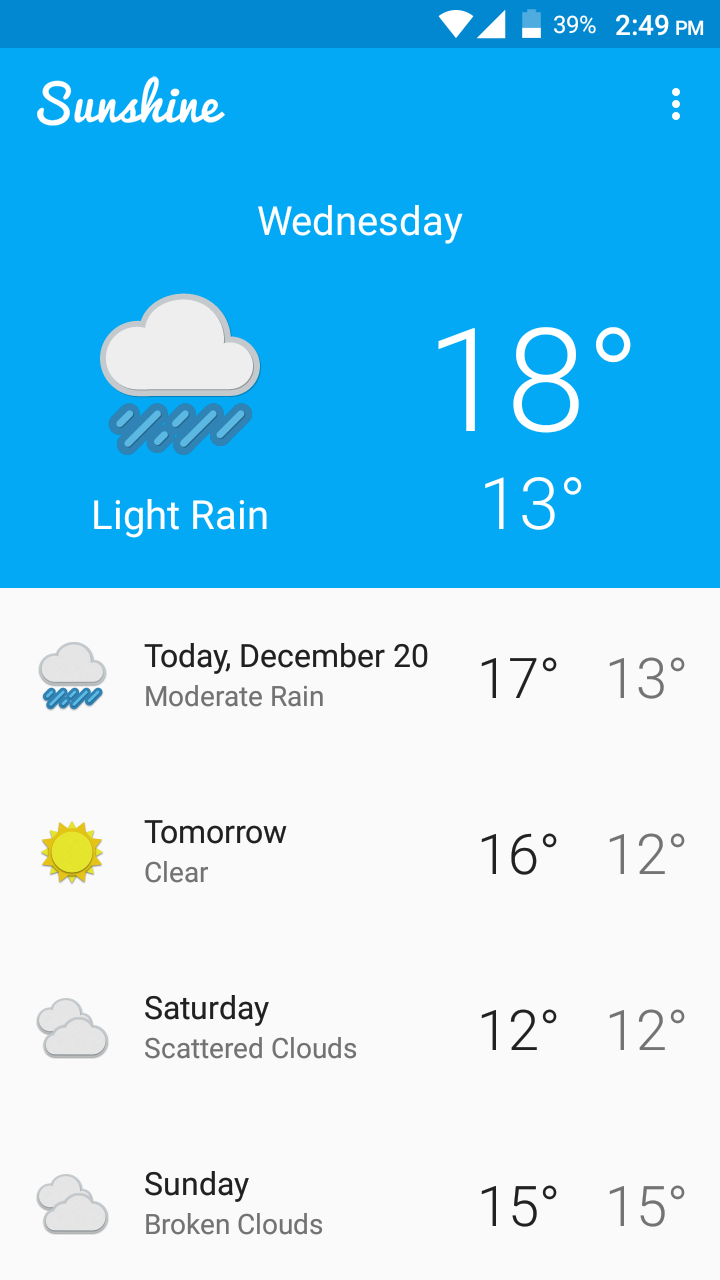 39% 2:49 PM
Sunshine
Wednesday
18°
13°
Light Rain
Today, December 20
Moderate Rain
17° 13°
Tomorrow
Clear
16° 12°
Saturday
Scattered Clouds
12° 12°
Sunday
Broken Clouds
15° 15°